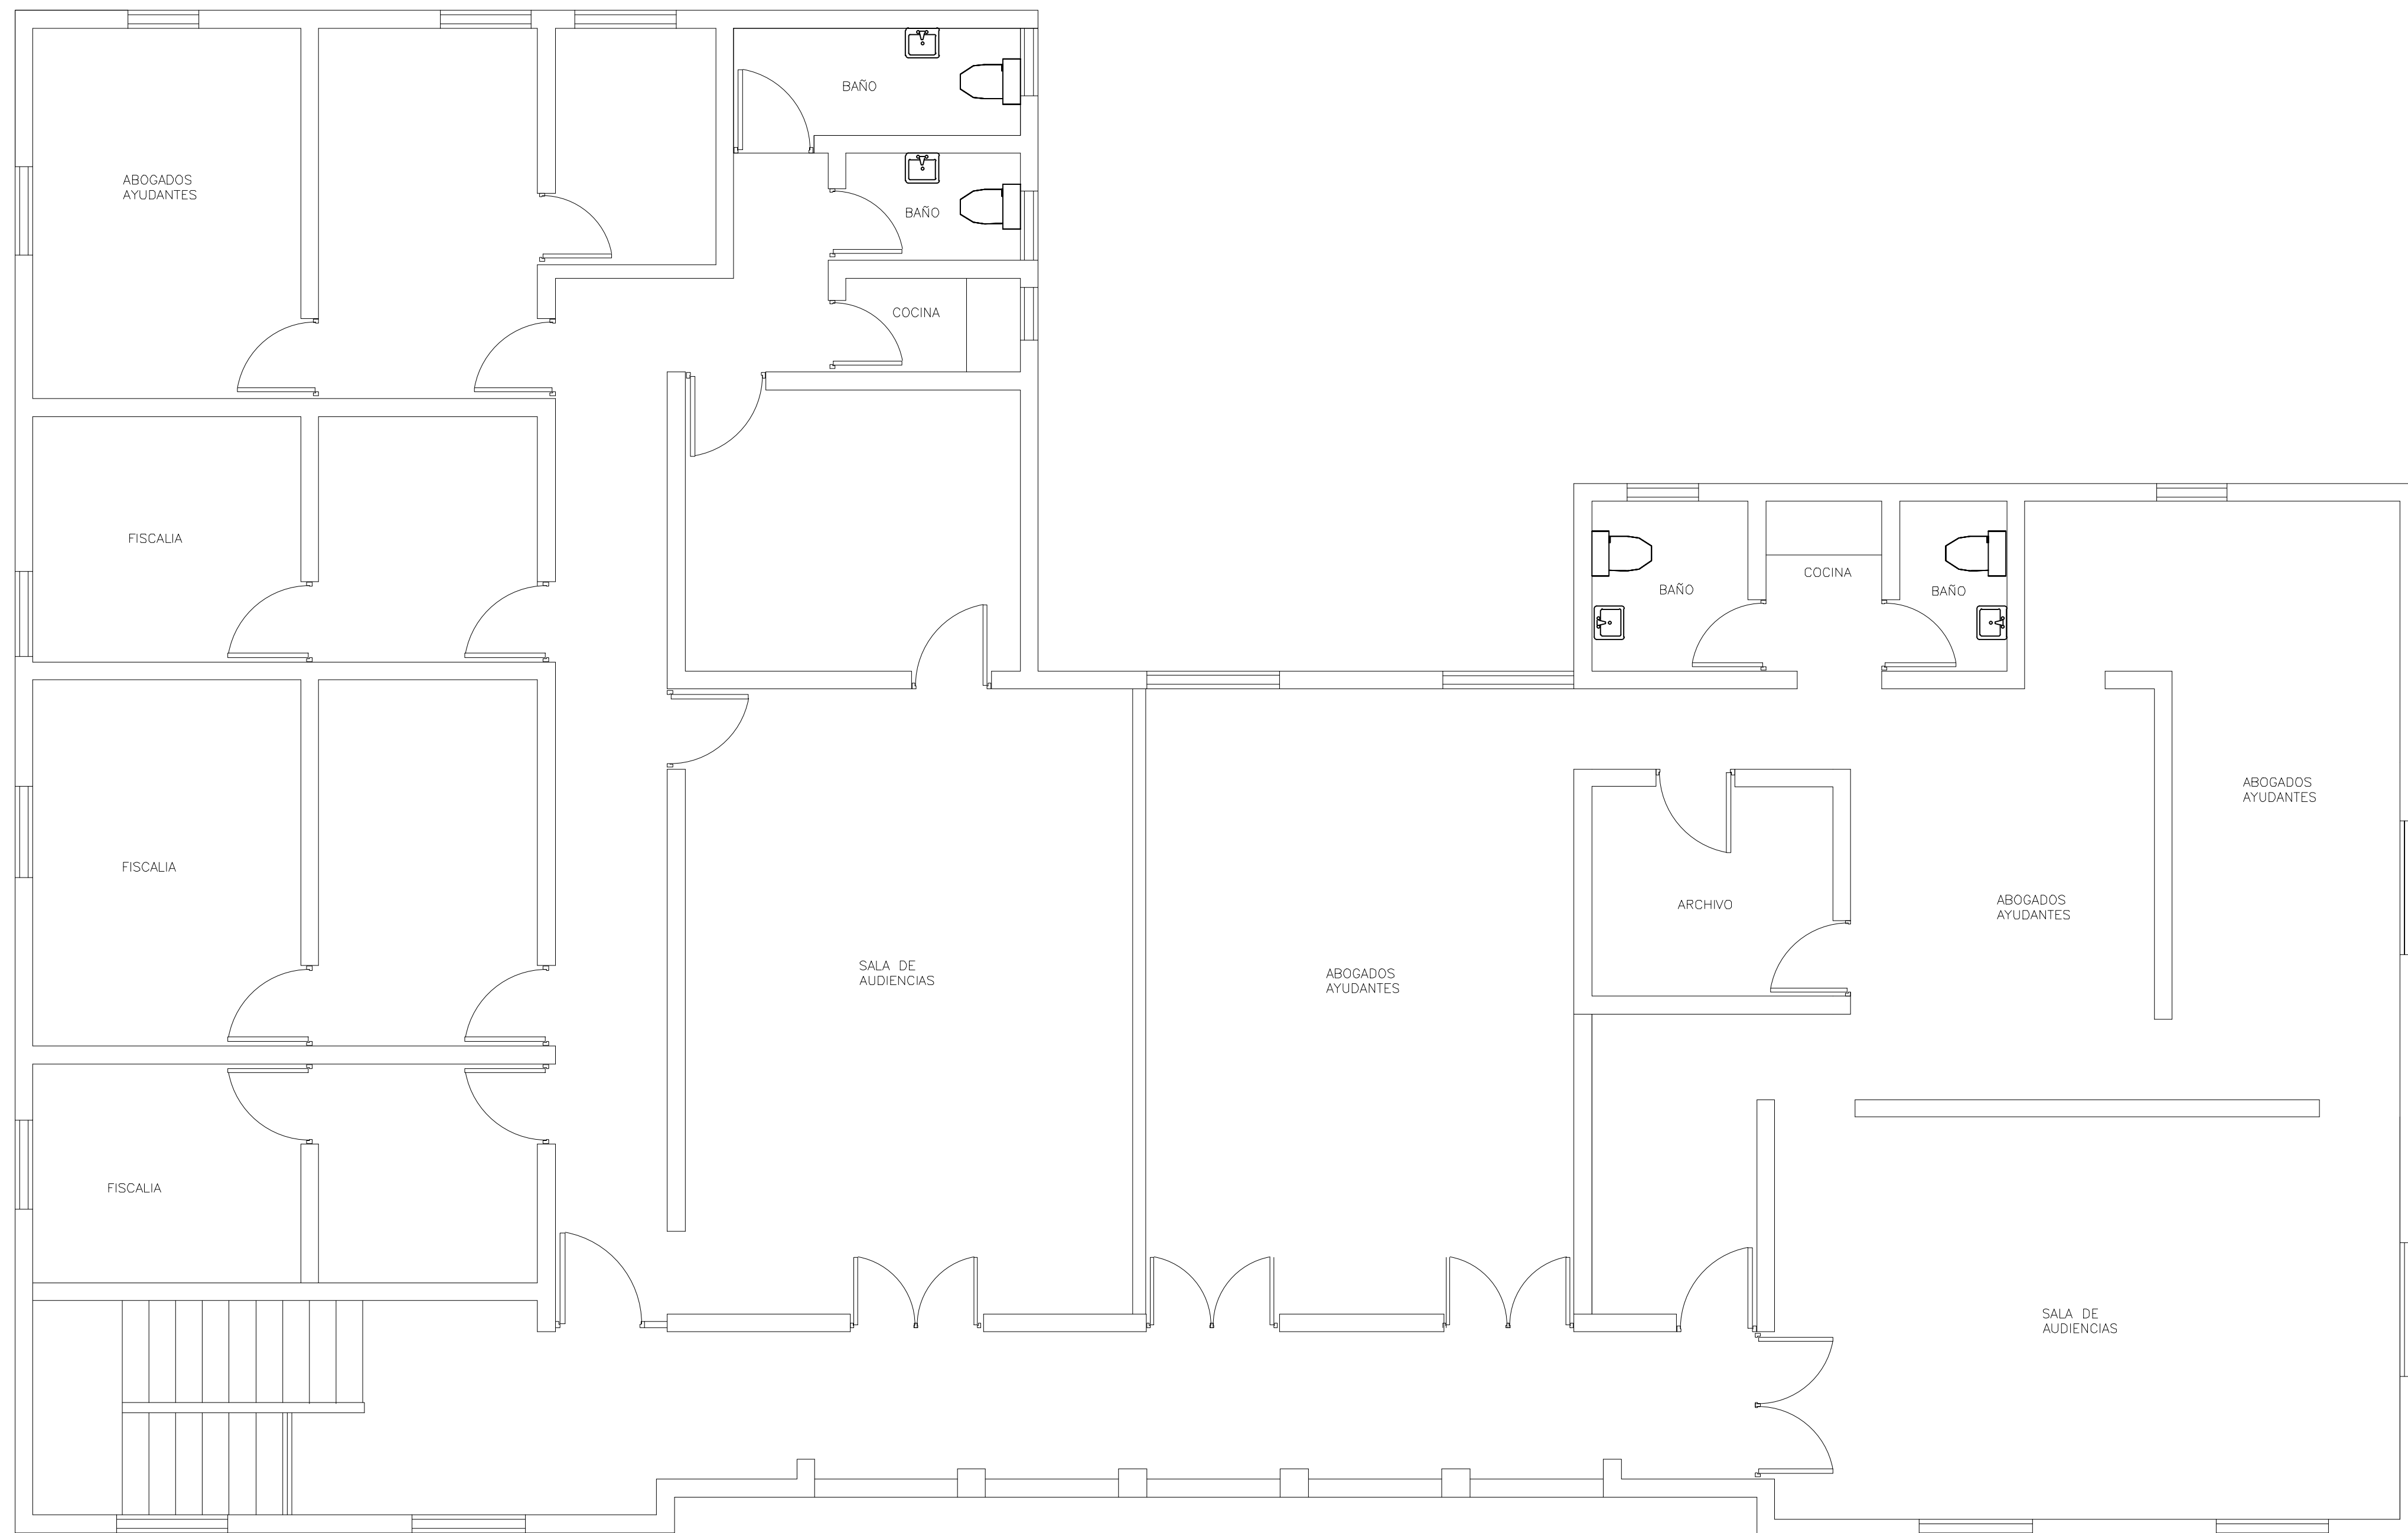 BAÑO
ABOGADOS
AYUDANTES
BAÑO
COCINA
FISCALIA
COCINA
BAÑO
BAÑO
ABOGADOS
AYUDANTES
FISCALIA
ARCHIVO
ABOGADOS
AYUDANTES
SALA DE
AUDIENCIAS
ABOGADOS
AYUDANTES
FISCALIA
SALA DE
AUDIENCIAS